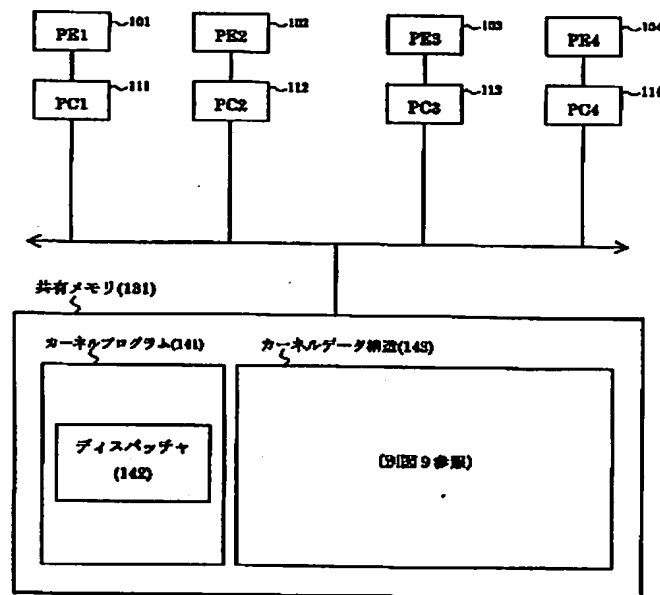 PE1 101
PE2 102
PE3 103
PE4 104
PC1 111
PC2 112
PC3 113
PC4 114
共有メモリ(131)
カーネルプログラム(141)
カーネルデータ構造(143)
ディスパッチャ
(142)
(別図9参照)